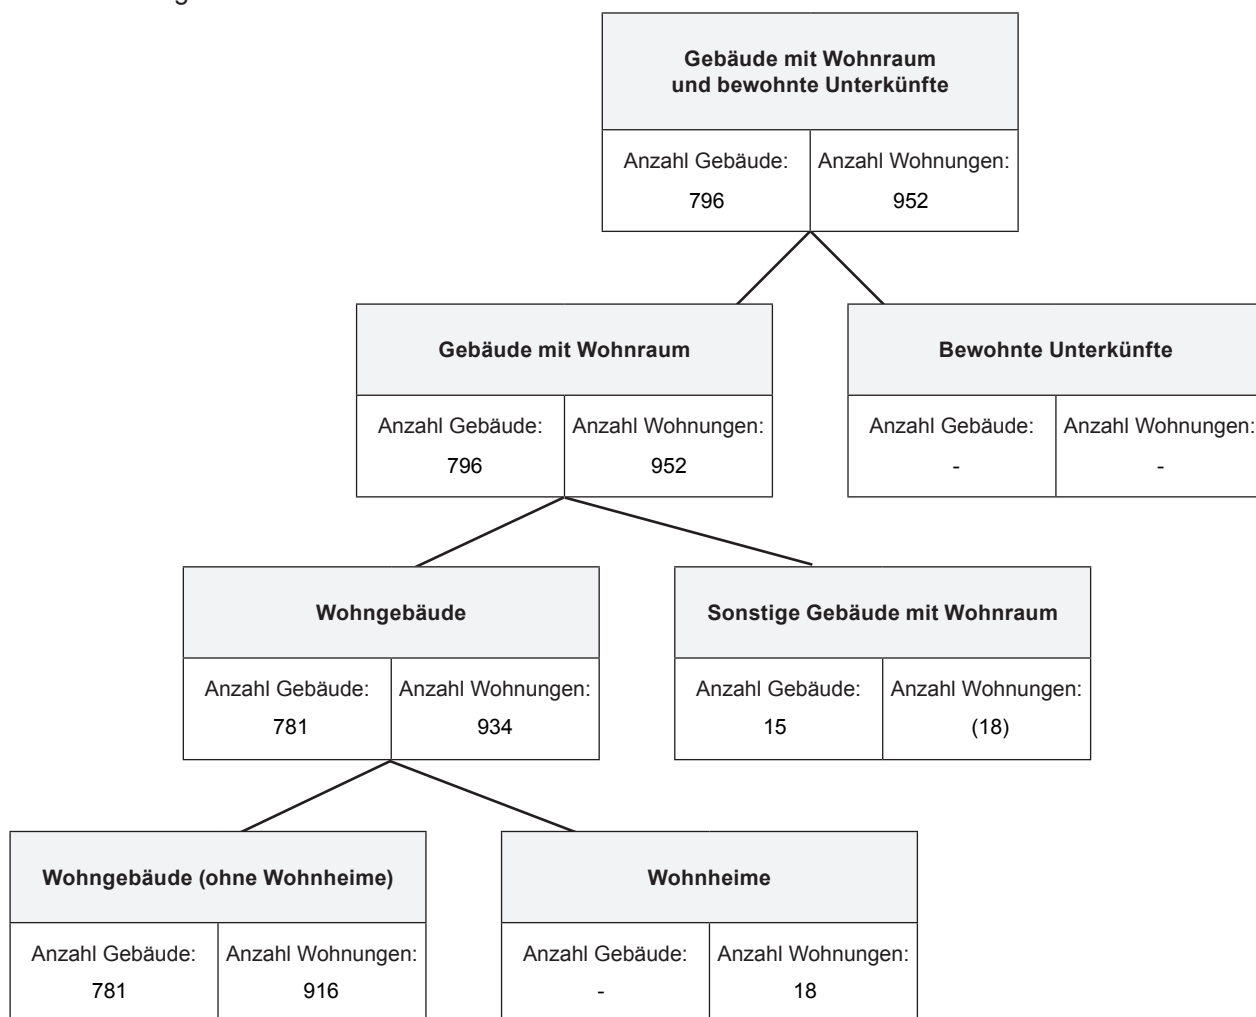 Gebäude mit Wohnraum
und bewohnte Unterkünfte
Anzahl Gebäude: Anzahl Wohnungen:
796 952
Gebäude mit Wohnraum
Anzahl Gebäude: Anzahl Wohnungen:
796 952
Bewohnte Unterkünfte
Anzahl Gebäude: Anzahl Wohnungen:
- -
Wohngebäude
Anzahl Gebäude: Anzahl Wohnungen:
781 934
Sonstige Gebäude mit Wohnraum
Anzahl Gebäude: Anzahl Wohnungen:
15 (18)
Wohngebäude (ohne Wohnheime)
Anzahl Gebäude: Anzahl Wohnungen:
781 916
Wohnheime
Anzahl Gebäude: Anzahl Wohnungen:
- 18